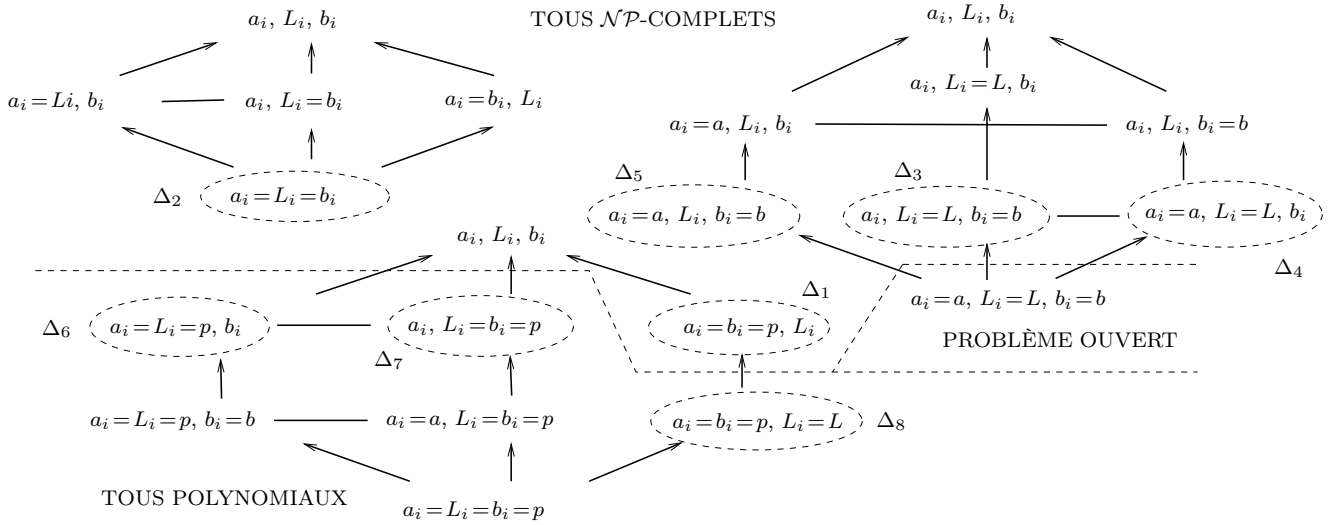 TOUS 𝒩𝒫-COMPLETS
a_i, L_i, b_i
a_i=Li, b_i
a_i, L_i=b_i
a_i=b_i, L_i
Δ_2
a_i=L_i=b_i
a_i, L_i, b_i
a_i, L_i=L, b_i
a_i=a, L_i, b_i
a_i, L_i, b_i=b
Δ_5
a_i=a, L_i, b_i=b
Δ_3
a_i, L_i=L, b_i=b
a_i=a, L_i=L, b_i
Δ_4
a_i=a, L_i=L, b_i=b
PROBLÈME OUVERT
a_i, L_i, b_i
Δ_6
a_i=L_i=p, b_i
a_i, L_i=b_i=p
Δ_7
Δ_1
a_i=b_i=p, L_i
a_i=L_i=p, b_i=b
a_i=a, L_i=b_i=p
a_i=b_i=p, L_i=L
Δ_8
TOUS POLYNOMIAUX
a_i=L_i=b_i=p